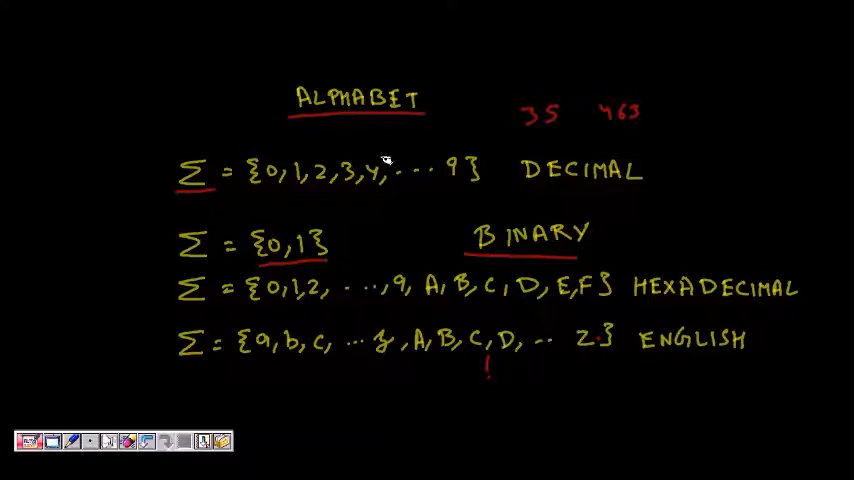 ALPHABET 35 463
Σ = {0,1,2,3,4,... 9} DECIMAL
Σ = {0,1} BINARY
Σ = {0,1,2, ...,9, A, B, C, D, E,F} HEXADECIMAL
Σ = {a, b, c, ... z ,A, B, C, D, .. Z.} ENGLISH
!